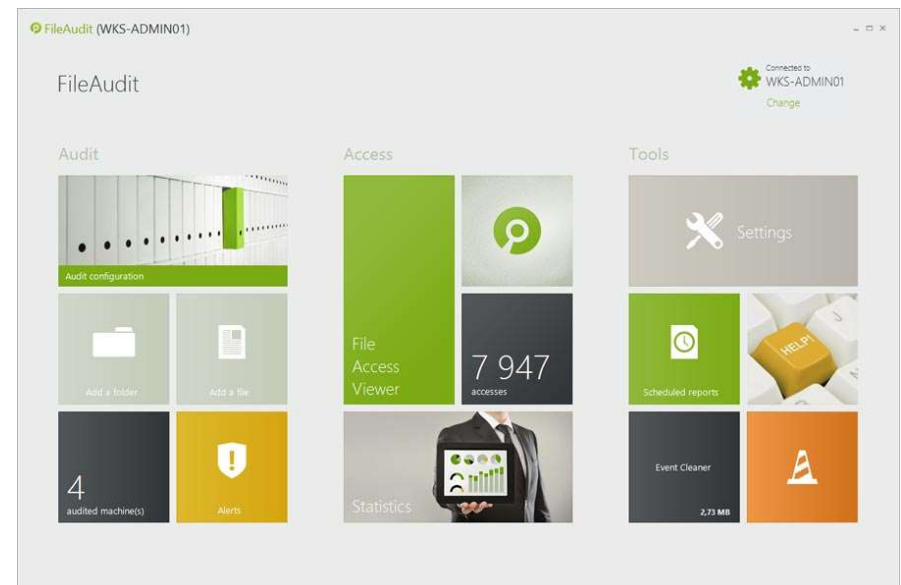 FileAudit (WKS-ADMIN01)
FileAudit
Connected to
WKS-ADMIN01
Change
Audit
Access
Tools
Audit configuration
Add a folder
Add a file
4
audited machine(s)
Alerts
File
Access
Viewer
7 947
accesses
Statistics
Settings
Scheduled reports
HELP!
Event Cleaner
2,73 MB